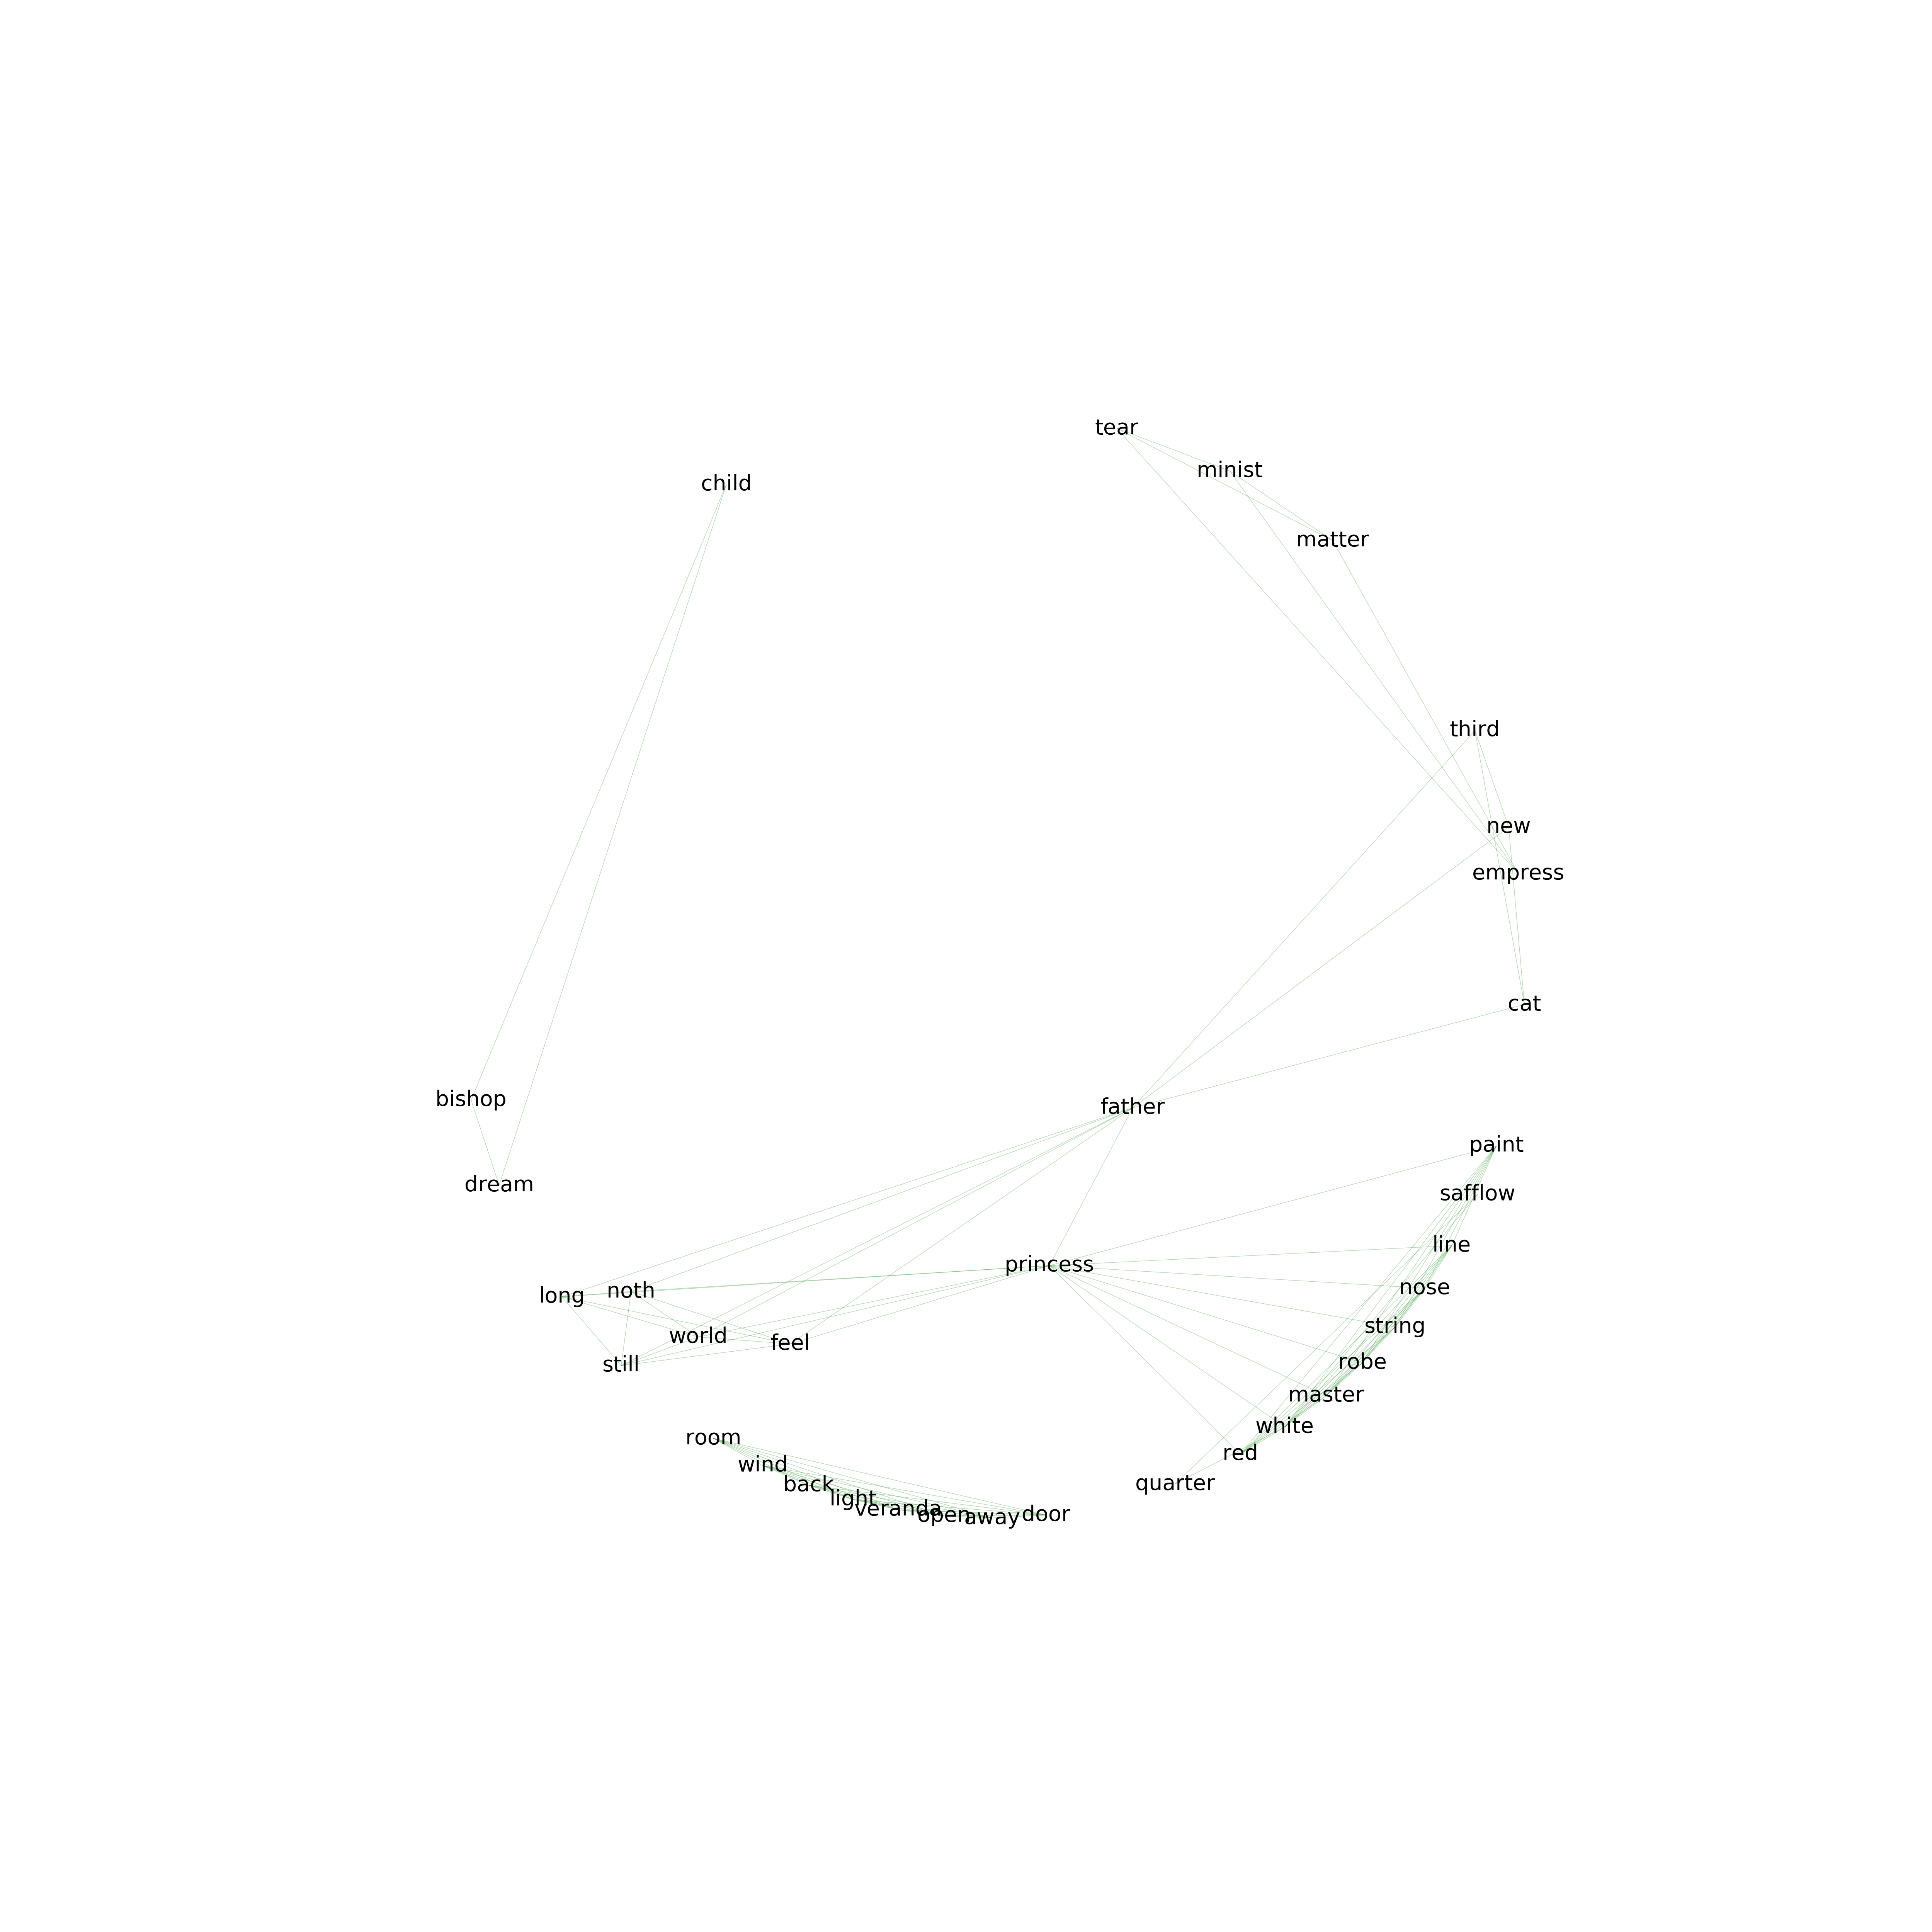 tear
minist
child
matter
third
new
empress
cat
bishop
father
paint
dream
safflow
line
princess
nose
noth
long
string
world
feel
robe
still
master
white
room
red
wind
quarter
back
light
veranda
open
away
door